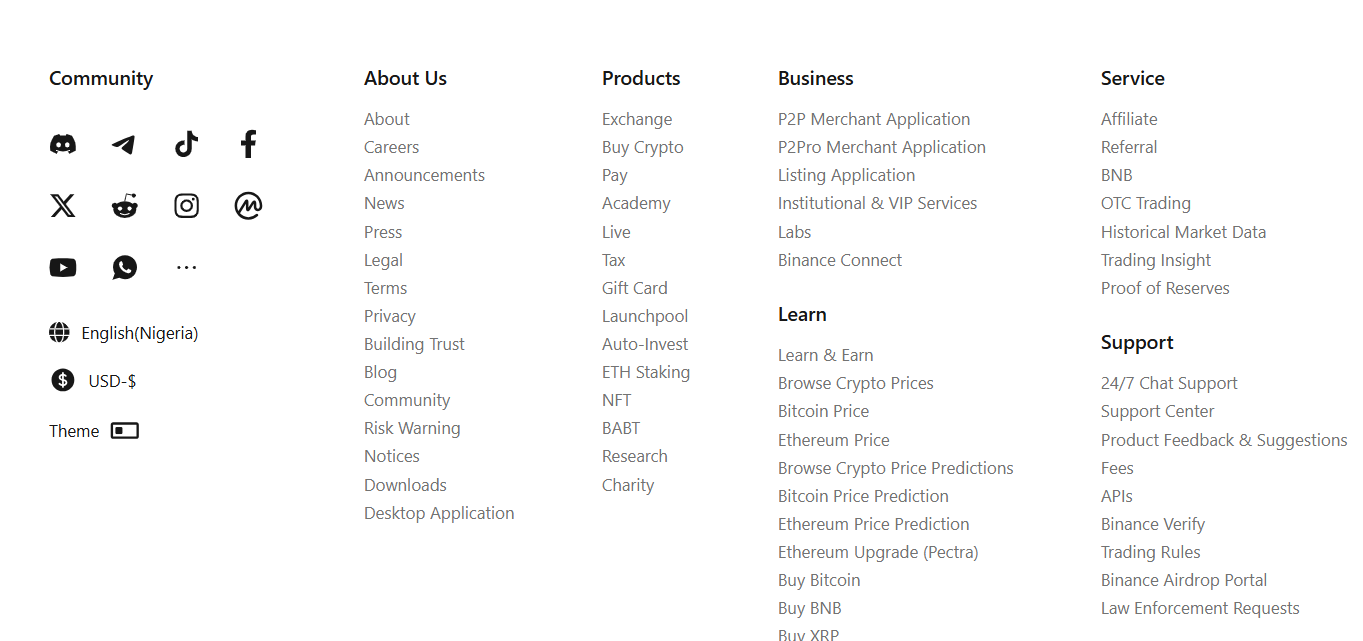 Community
English(Nigeria)
USD-$
Theme
About Us
About
Careers
Announcements
News
Press
Legal
Terms
Privacy
Building Trust
Blog
Community
Risk Warning
Notices
Downloads
Desktop Application
Products
Exchange
Buy Crypto
Pay
Academy
Live
Tax
Gift Card
Launchpool
Auto-Invest
ETH Staking
NFT
BABT
Research
Charity
Business
P2P Merchant Application
P2Pro Merchant Application
Listing Application
Institutional & VIP Services
Labs
Binance Connect
Learn
Learn & Earn
Browse Crypto Prices
Bitcoin Price
Ethereum Price
Browse Crypto Price Predictions
Bitcoin Price Prediction
Ethereum Price Prediction
Ethereum Upgrade (Pectra)
Buy Bitcoin
Buy BNB
Buy XRP
Service
Affiliate
Referral
BNB
OTC Trading
Historical Market Data
Trading Insight
Proof of Reserves
Support
24/7 Chat Support
Support Center
Product Feedback & Suggestions
Fees
APIs
Binance Verify
Trading Rules
Binance Airdrop Portal
Law Enforcement Requests